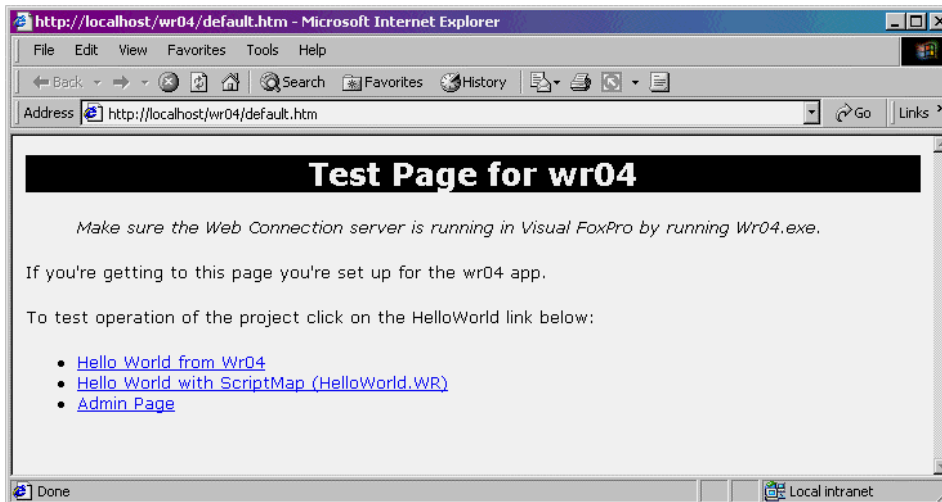 http://localhost/wr04/default.htm - Microsoft Internet Explorer
File Edit View Favorites Tools Help
Back Search Favorites History
Address http://localhost/wr04/default.htm Go Links
Test Page for wr04
Make sure the Web Connection server is running in Visual FoxPro by running Wr04.exe.
If you're getting to this page you're set up for the wr04 app.
To test operation of the project click on the HelloWorld link below:
• Hello World from Wr04
• Hello World with ScriptMap (HelloWorld.WR)
• Admin Page
Done Local intranet